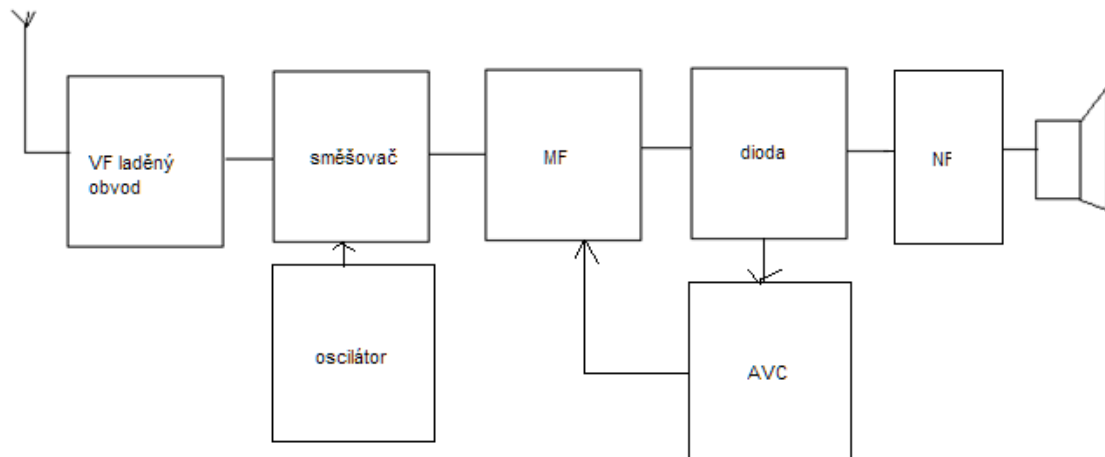 VF laděný
obvod
směšovač
MF
dioda
NF
oscilátor
AVC